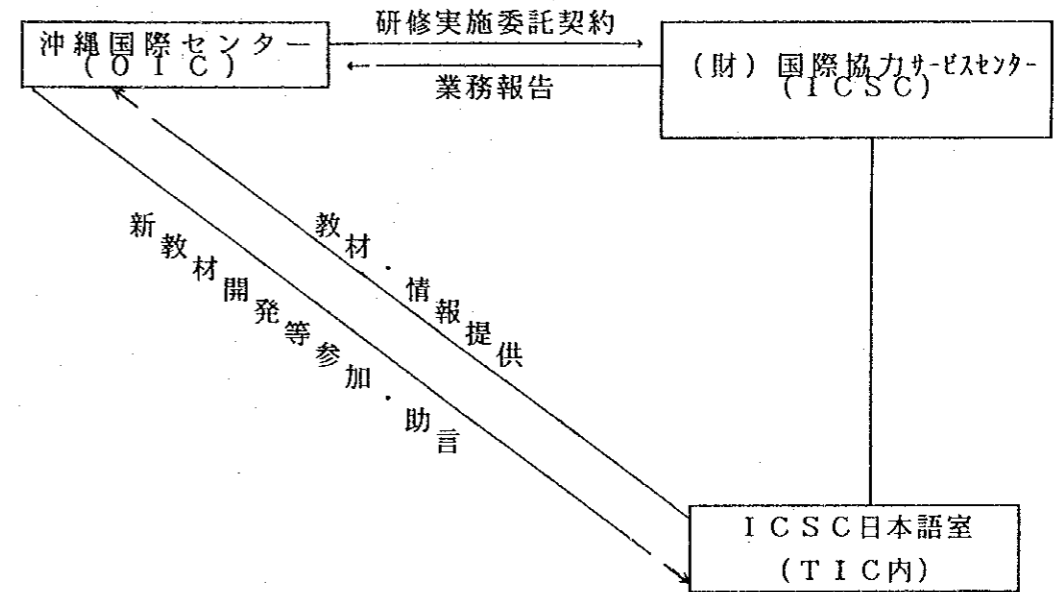 研修実施委託契約
沖縄国際センター
(OIC)
(財)国際協力サービスセンター
(ICSC)
業務報告
教材・情報提供
新教材開発等参加・助言
ICSC日本語室
(TIC内)